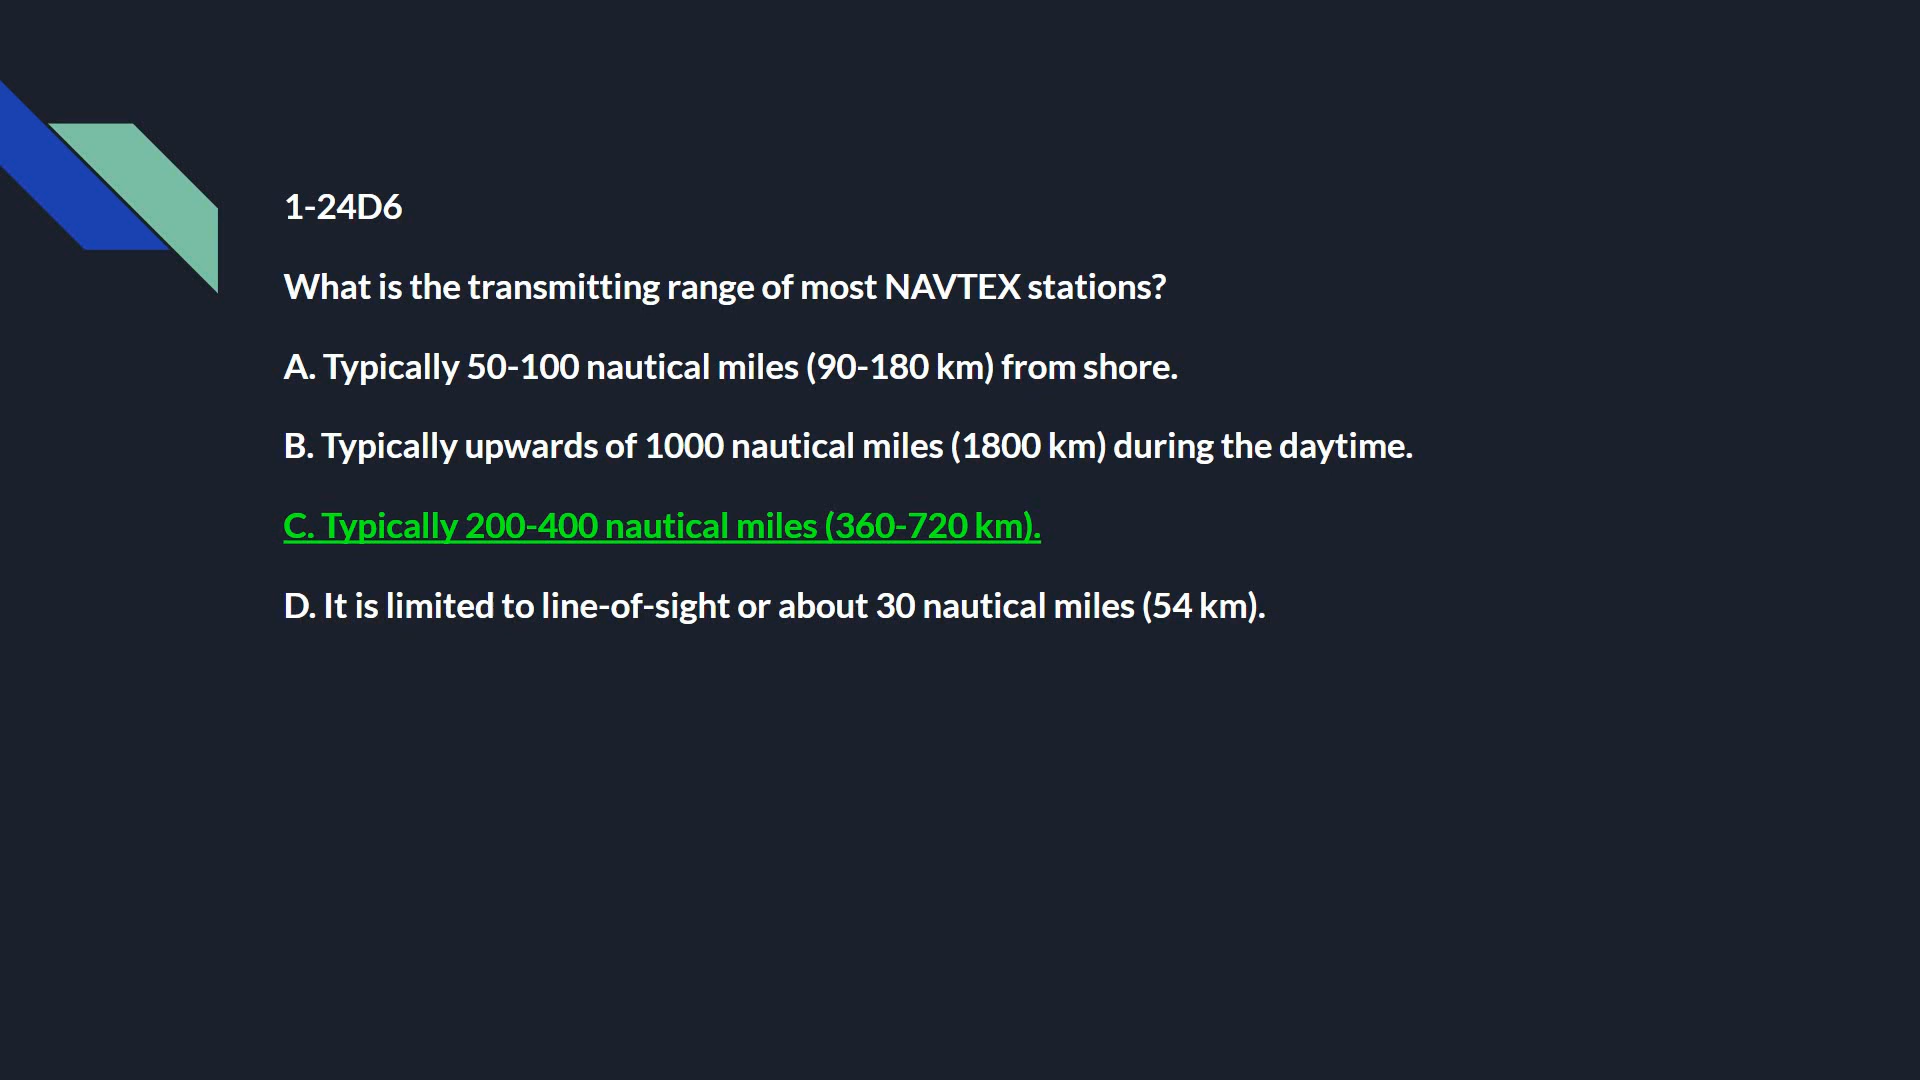 1-24D6
What is the transmitting range of most NAVTEX stations?
A. Typically 50-100 nautical miles (90-180 km) from shore.
B. Typically upwards of 1000 nautical miles (1800 km) during the daytime.
C. Typically 200-400 nautical miles (360-720 km).
D. It is limited to line-of-sight or about 30 nautical miles (54 km).